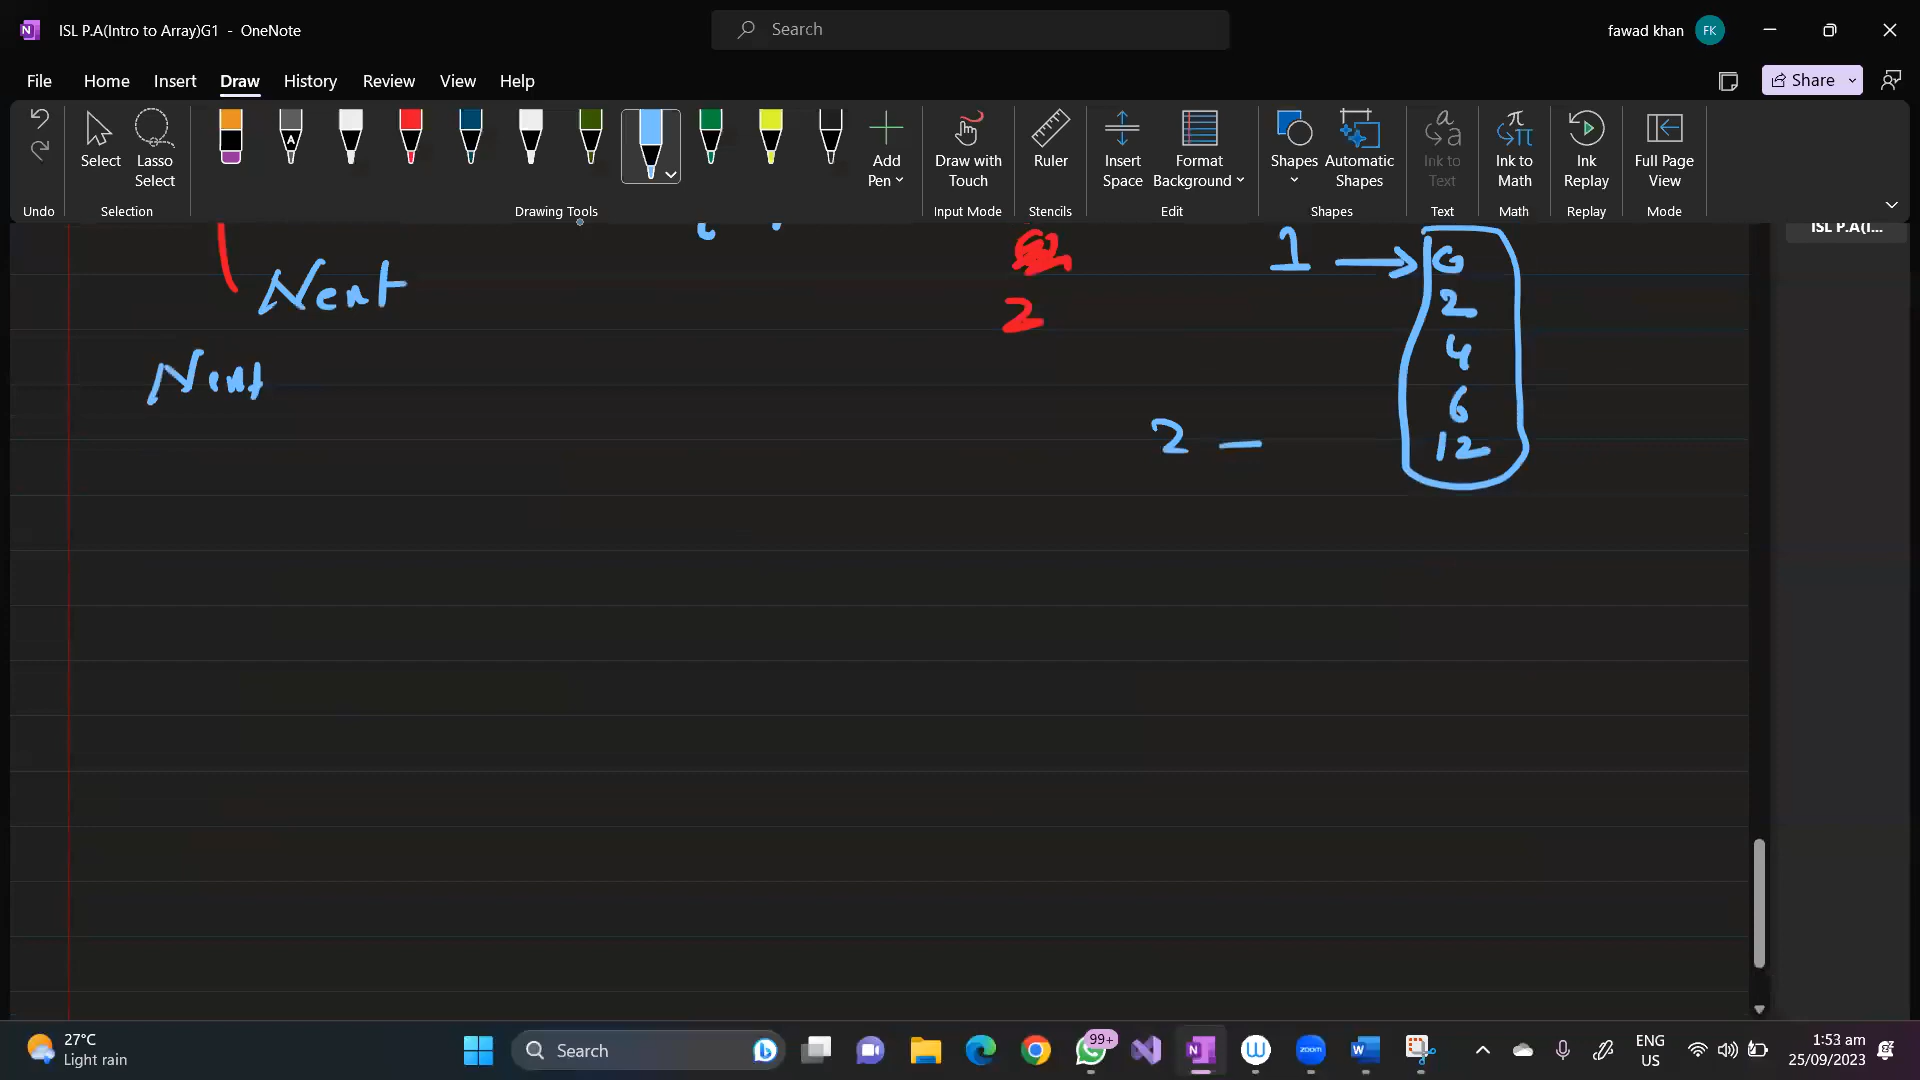 ISL P.A(Intro to Array)G1 - OneNote
Search
fawad khan FK
File Home Insert Draw History Review View Help
Share
Select
Lasso Select
Add Pen
Draw with Touch
Ruler
Insert Space
Format Background
Shapes
Automatic Shapes
Ink to Text
Ink to Math
Ink Replay
Full Page View
Undo Selection Drawing Tools Input Mode Stencils Edit Shapes Text Math Replay Mode
ISL P.A(I...
1 → 0
Next
2
2
4
Next
6
2 — 12
27°C
Light rain
Search
99+
zoom
ENG
US
1:53 am
25/09/2023